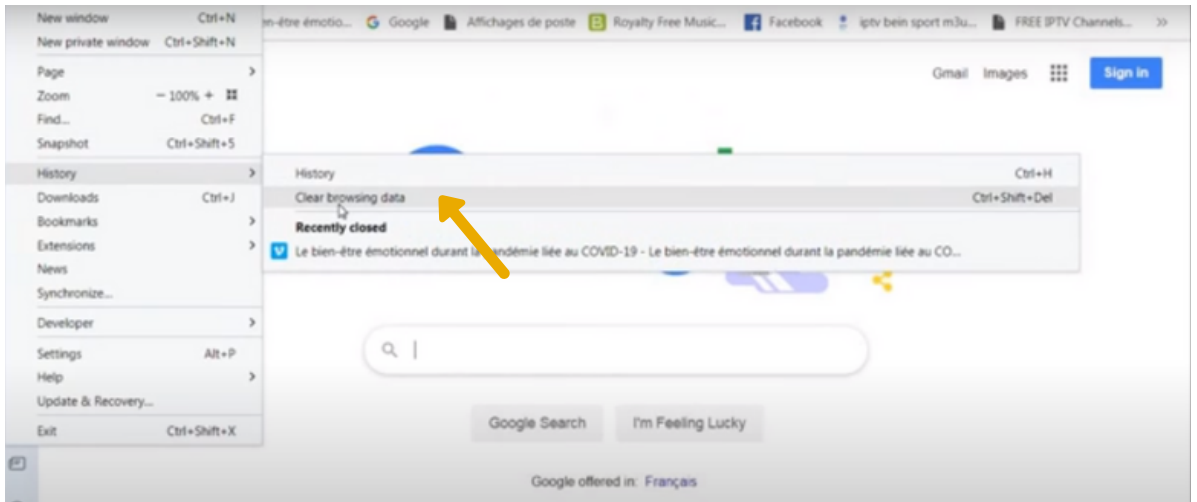 New window Ctrl+N
New private window Ctrl+Shift+N
Page
Zoom − 100% +
Find... Ctrl+F
Snapshot Ctrl+Shift+5
History
Downloads Ctrl+J
Bookmarks
Extensions
News
Synchronize...
Developer
Settings Alt+P
Help
Update & Recovery...
Exit Ctrl+Shift+X
n-être émotio... Google Affichages de poste Royalty Free Music... Facebook iptv bein sport m3u... FREE IPTV Channels... »
Gmail Images Sign in
History Ctrl+H
Clear browsing data Ctrl+Shift+Del
Recently closed
Le bien-être émotionnel durant la pandémie liée au COVID-19 - Le bien-être émotionnel durant la pandémie liée au CO...
Google Search I'm Feeling Lucky
Google offered in: Français